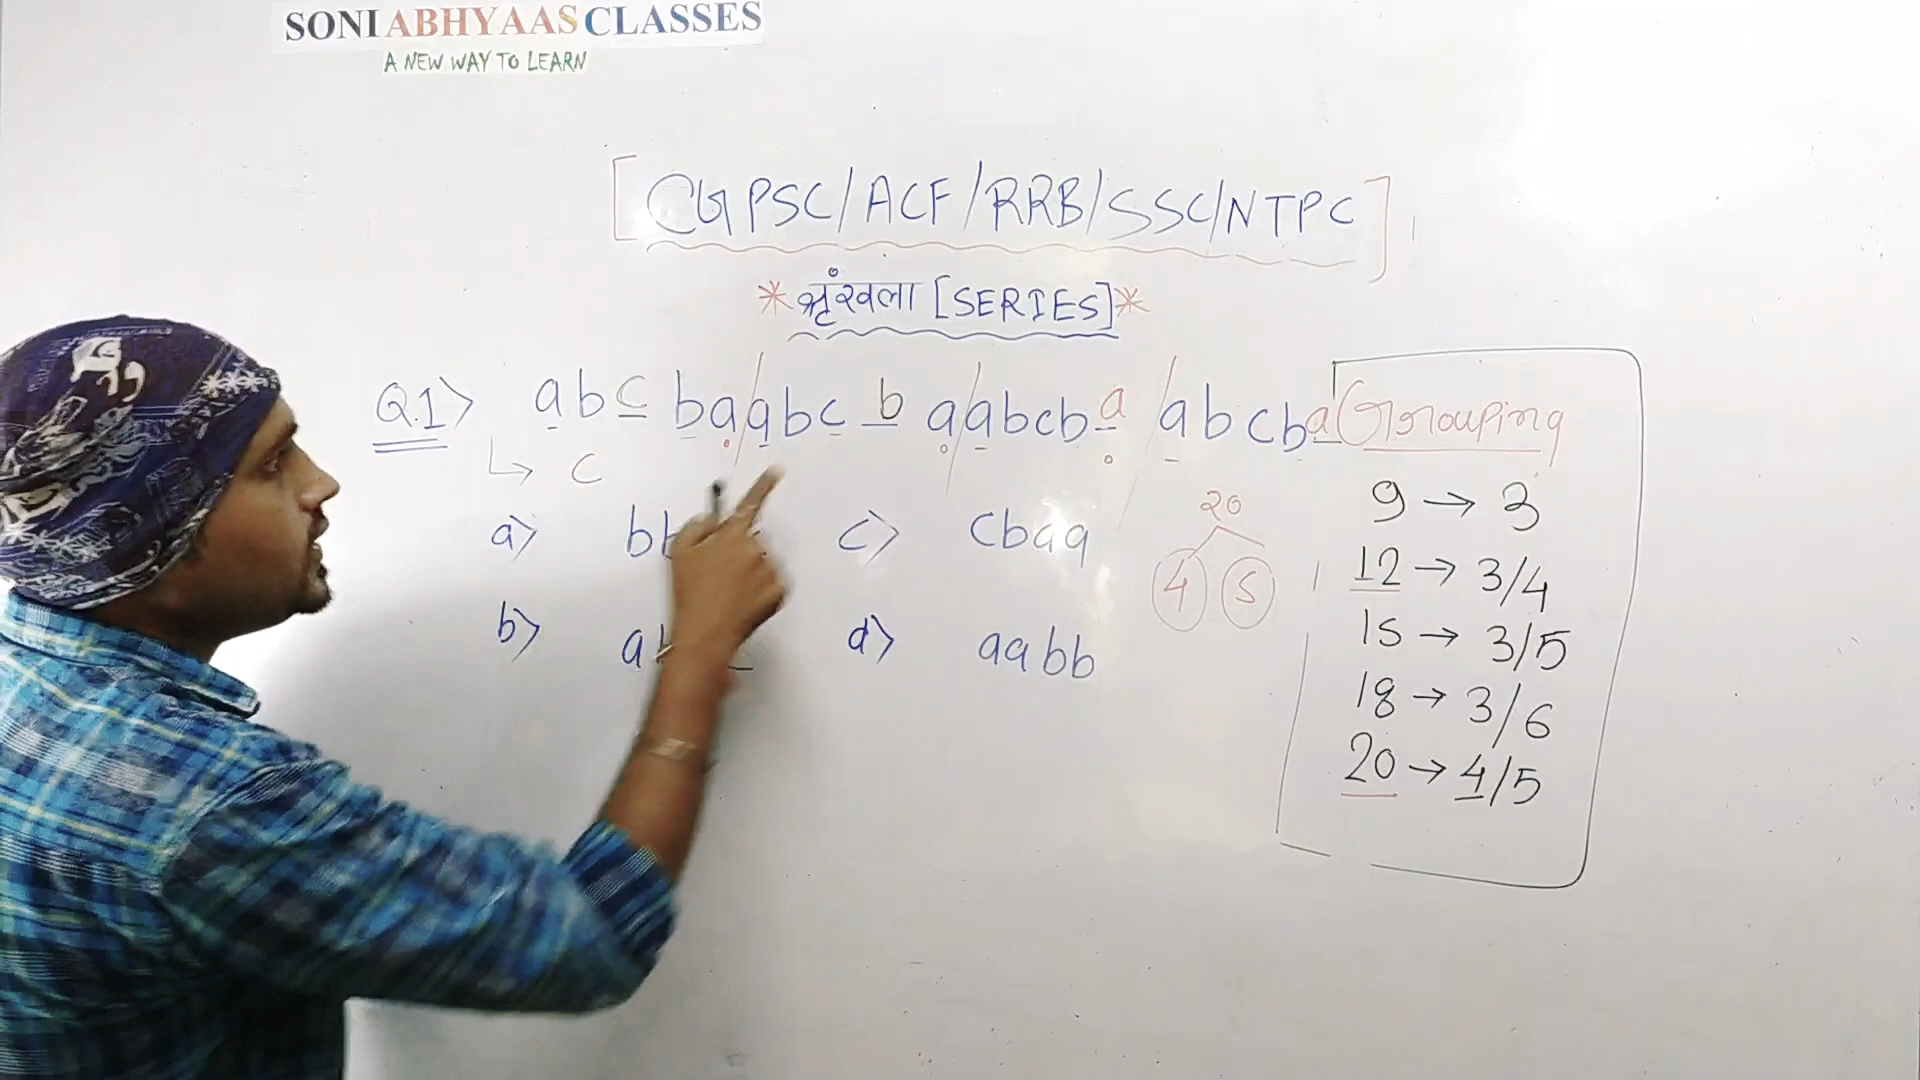 SONI ABHYAAS CLASSES
A NEW WAY TO LEARN
[CGPSC/ACF/RRB/SSC/NTPC]
*श्रृंखला [SERIES]*
Q.1> abc ba/abc b a/abcb a /abcba
Grouping
↳ c
a> bb
c> cbaa
b> a
d> aabb
20
4 5
9 → 3
12 → 3/4
15 → 3/5
18 → 3/6
20 → 4/5